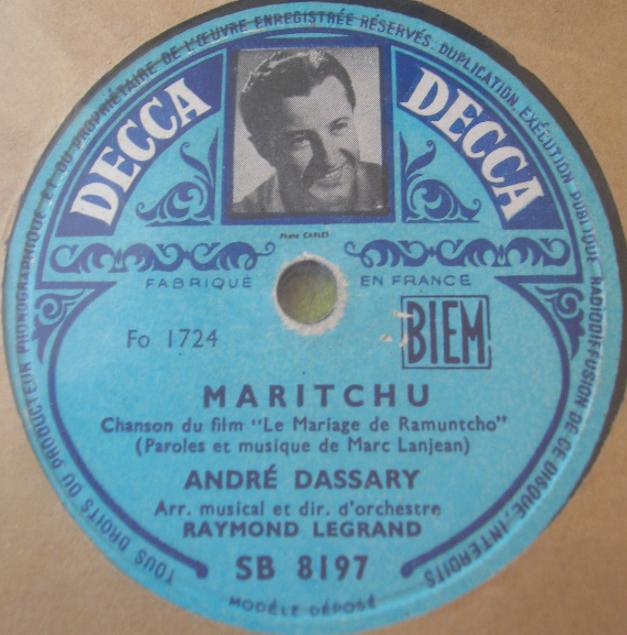 TOUS DROITS DU PRODUCTEUR PHONOGRAPHIQUE ET DU PROPRIÉTAIRE DE L'ŒUVRE ENREGISTRÉE RÉSERVÉS. DUPLICATION, EXÉCUTION PUBLIQUE, RADIODIFFUSION DE CE DISQUE, INTERDITS
DECCA
DECCA
Photo CARLET
FABRIQUÉ EN FRANCE
Fo 1724
BIEM
MARITCHU
Chanson du film "Le Mariage de Ramuntcho"
(Paroles et musique de Marc Lanjean)
ANDRÉ DASSARY
Arr. musical et dir. d'orchestre
RAYMOND LEGRAND
SB 8197
MODÈLE DÉPOSÉ